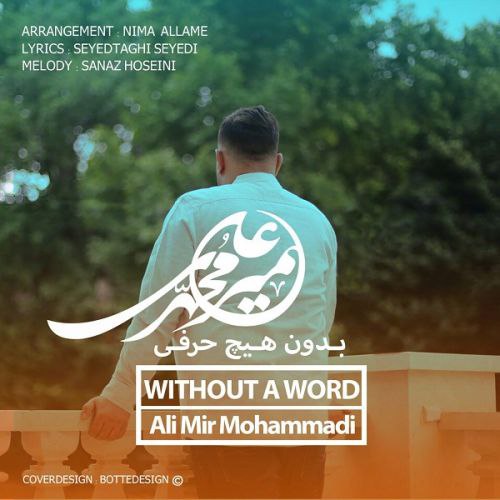 ARRANGEMENT : NIMA ALLAME
LYRICS : SEYEDTAGHI SEYEDI
MELODY : SANAZ HOSEINI
علی میرمحمدی
بدون هیچ حرفی
WITHOUT A WORD
Ali Mir Mohammadi
COVERDESIGN : BOTTEDESIGN ©